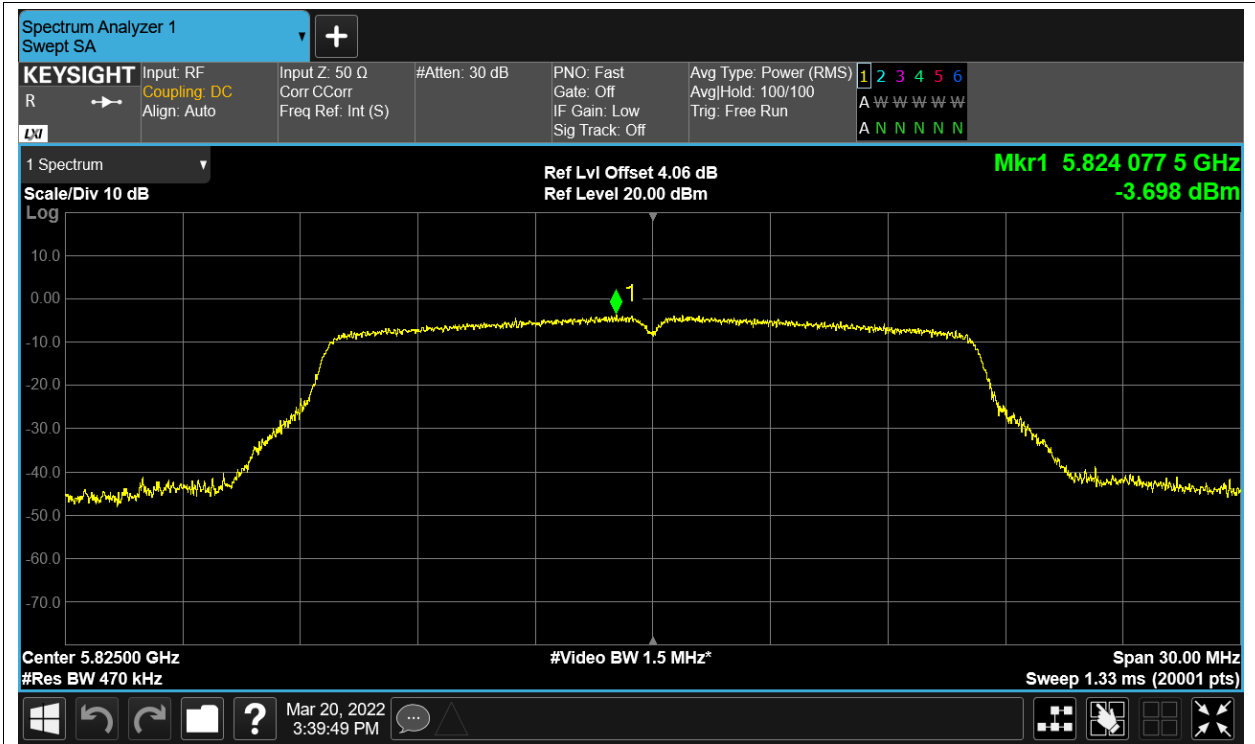 Spectrum Analyzer 1
Swept SA
KEYSIGHT
R
LXI
Input: RF
Coupling: DC
Align: Auto
Input Z: 50 Ω
Corr CCorr
Freq Ref: Int (S)
#Atten: 30 dB
PNO: Fast
Gate: Off
IF Gain: Low
Sig Track: Off
Avg Type: Power (RMS)
Avg|Hold: 100/100
Trig: Free Run
1 2 3 4 5 6
A W W W W W
A N N N N N
1 Spectrum
Scale/Div 10 dB
Log
Ref Lvl Offset 4.06 dB
Ref Level 20.00 dBm
Mkr1 5.824 077 5 GHz
-3.698 dBm
10.0
0.00
-10.0
-20.0
-30.0
-40.0
-50.0
-60.0
-70.0
1
Center 5.82500 GHz
#Res BW 470 kHz
#Video BW 1.5 MHz*
Span 30.00 MHz
Sweep 1.33 ms (20001 pts)
?
Mar 20, 2022
3:39:49 PM